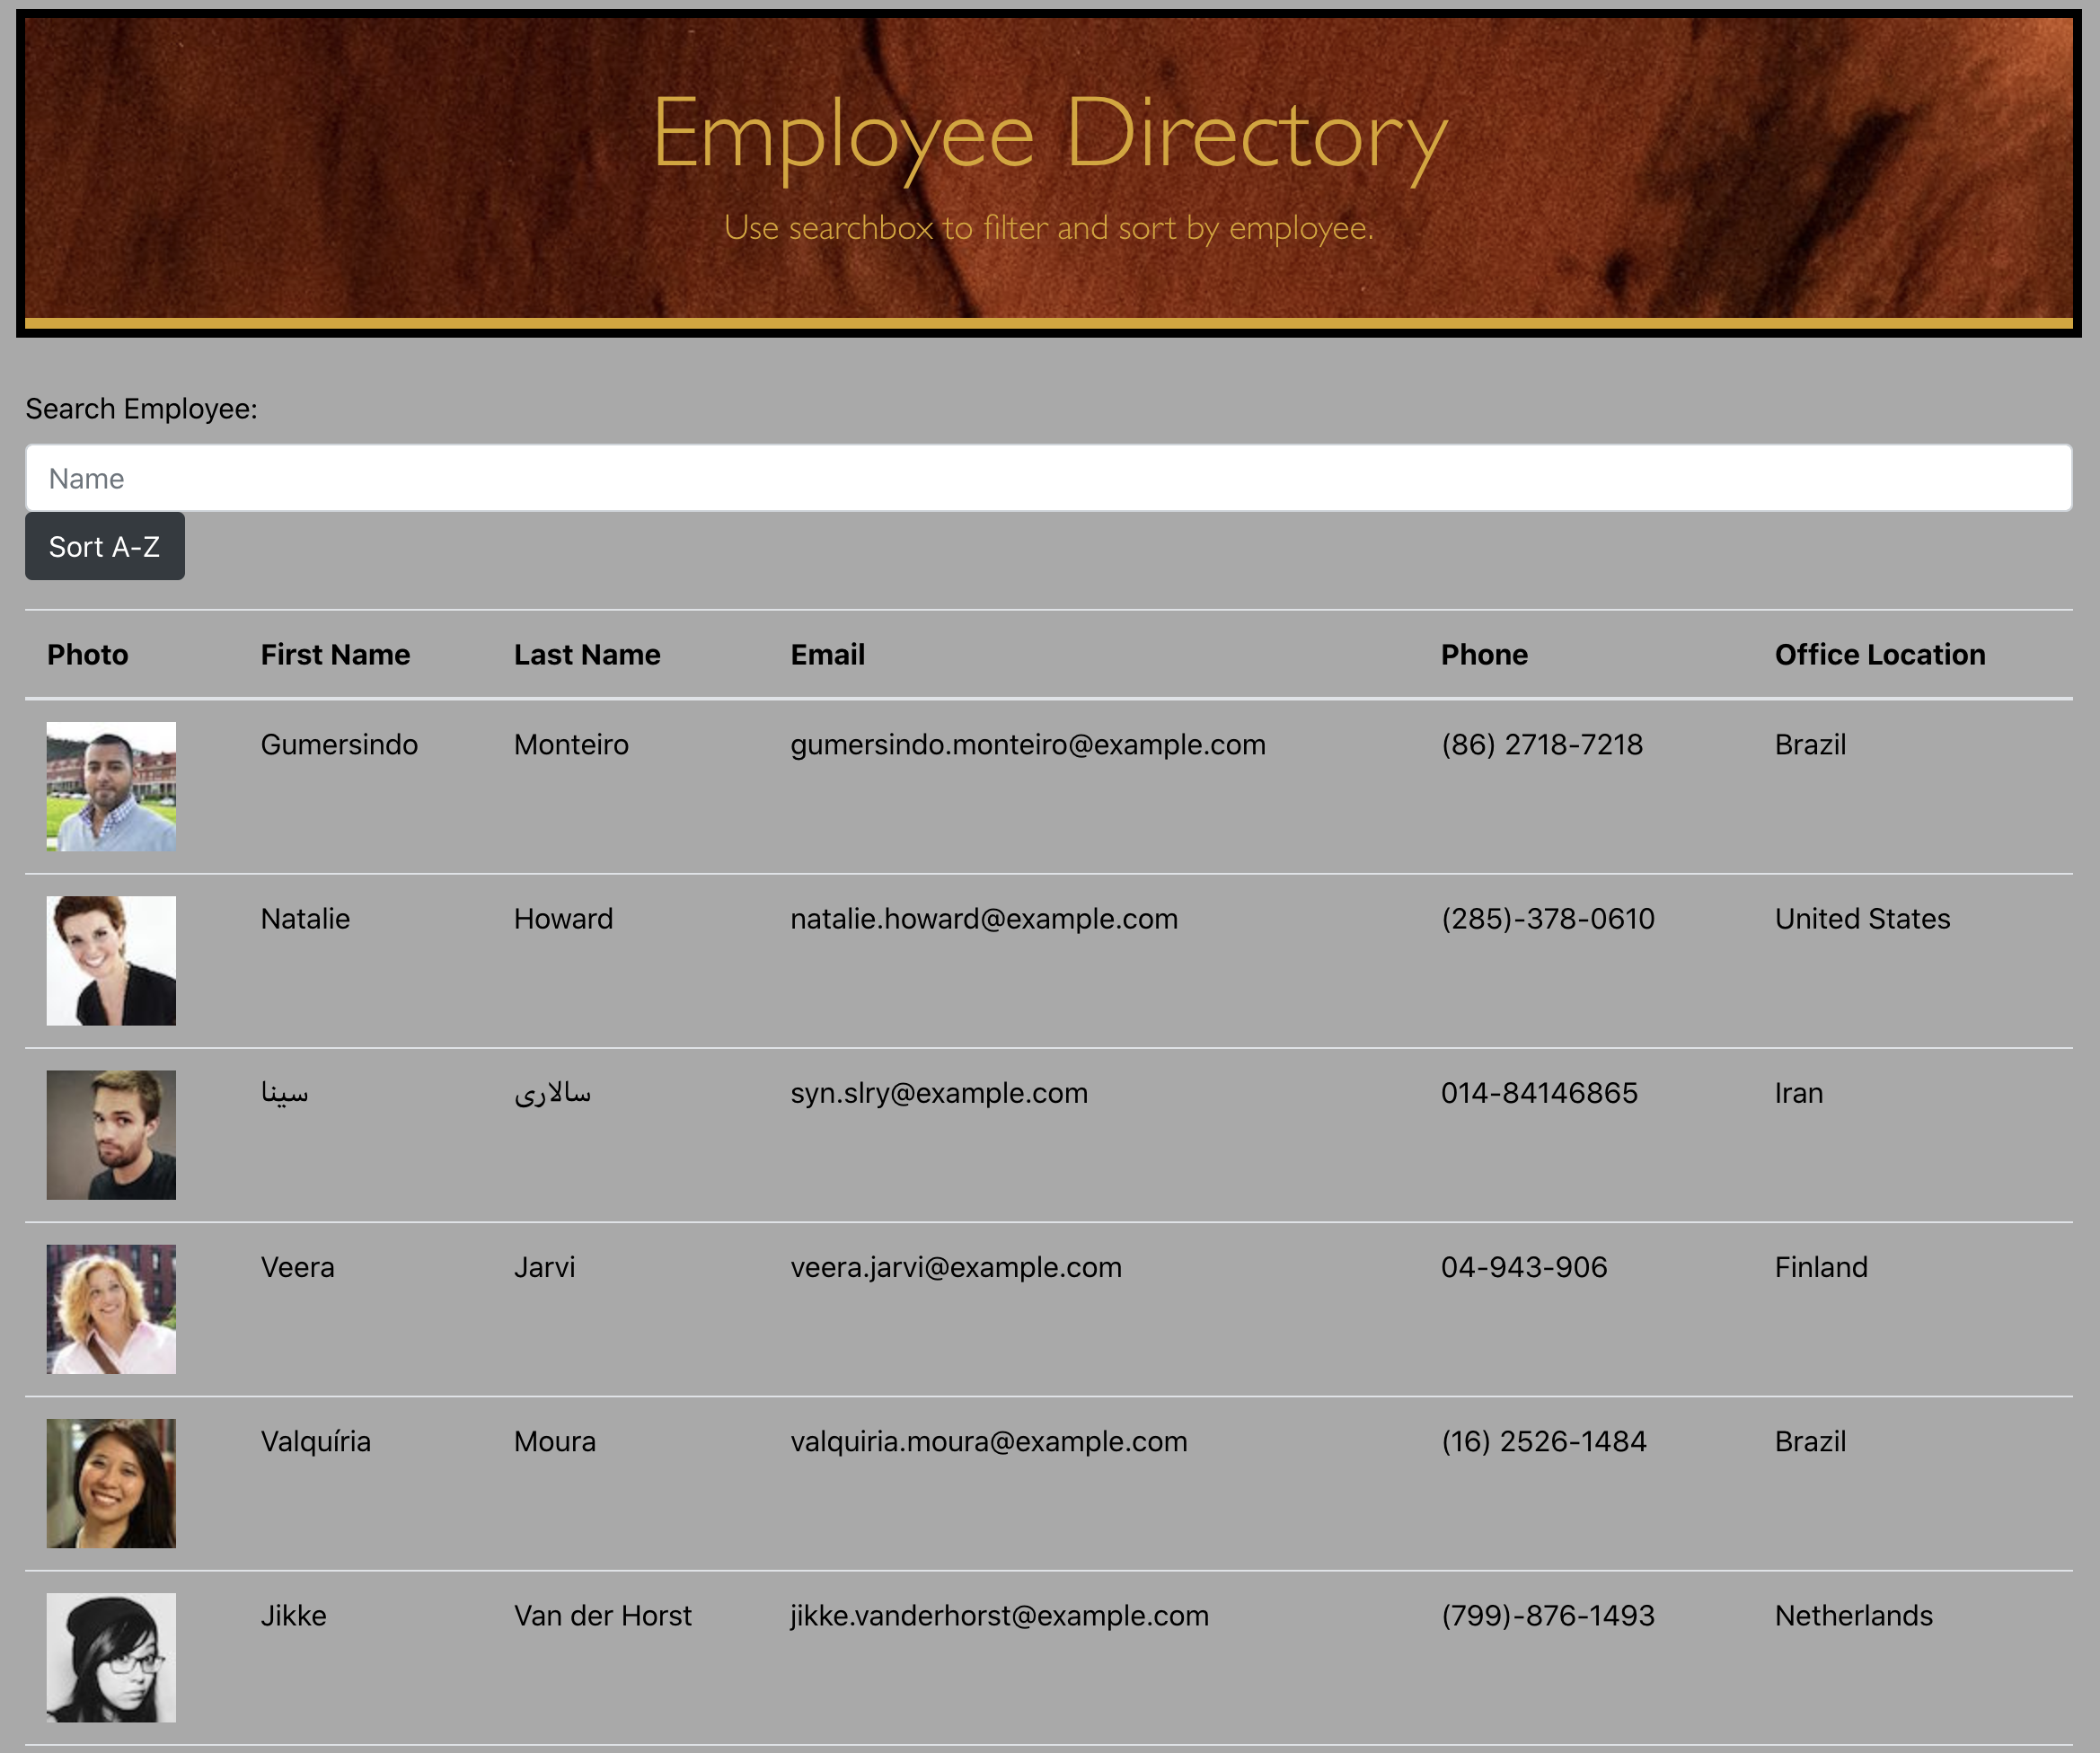 Employee Directory
Use searchbox to filter and sort by employee.
Search Employee:
Name
Sort A-Z
Photo First Name Last Name Email Phone Office Location
Gumersindo Monteiro gumersindo.monteiro@example.com (86) 2718-7218 Brazil
Natalie Howard natalie.howard@example.com (285)-378-0610 United States
سینا سالاری syn.slry@example.com 014-84146865 Iran
Veera Jarvi veera.jarvi@example.com 04-943-906 Finland
Valquíria Moura valquiria.moura@example.com (16) 2526-1484 Brazil
Jikke Van der Horst jikke.vanderhorst@example.com (799)-876-1493 Netherlands